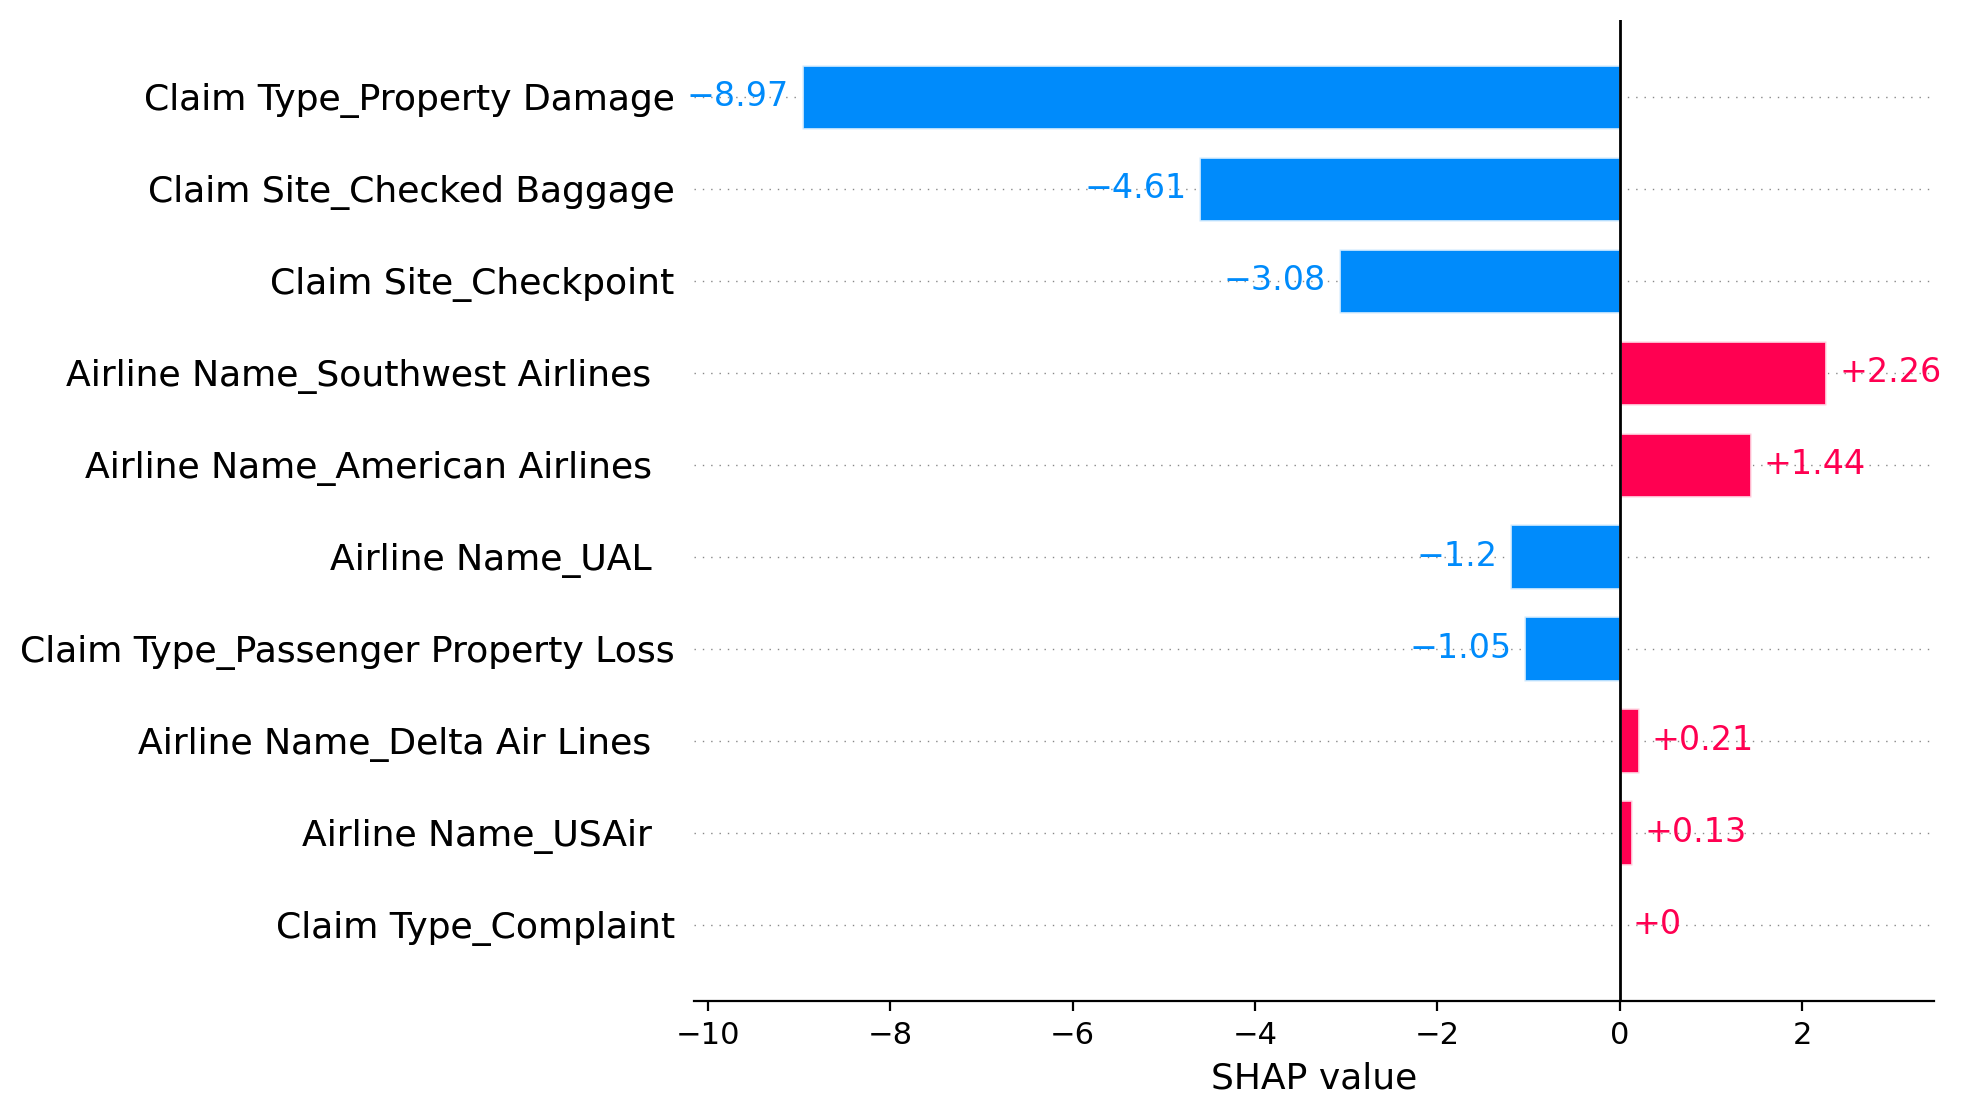 Claim Type_Property Damage −8.97
Claim Site_Checked Baggage −4.61
Claim Site_Checkpoint −3.08
Airline Name_Southwest Airlines +2.26
Airline Name_American Airlines +1.44
Airline Name_UAL −1.2
Claim Type_Passenger Property Loss −1.05
Airline Name_Delta Air Lines +0.21
Airline Name_USAir +0.13
Claim Type_Complaint +0
−10 −8 −6 −4 −2 0 2
SHAP value